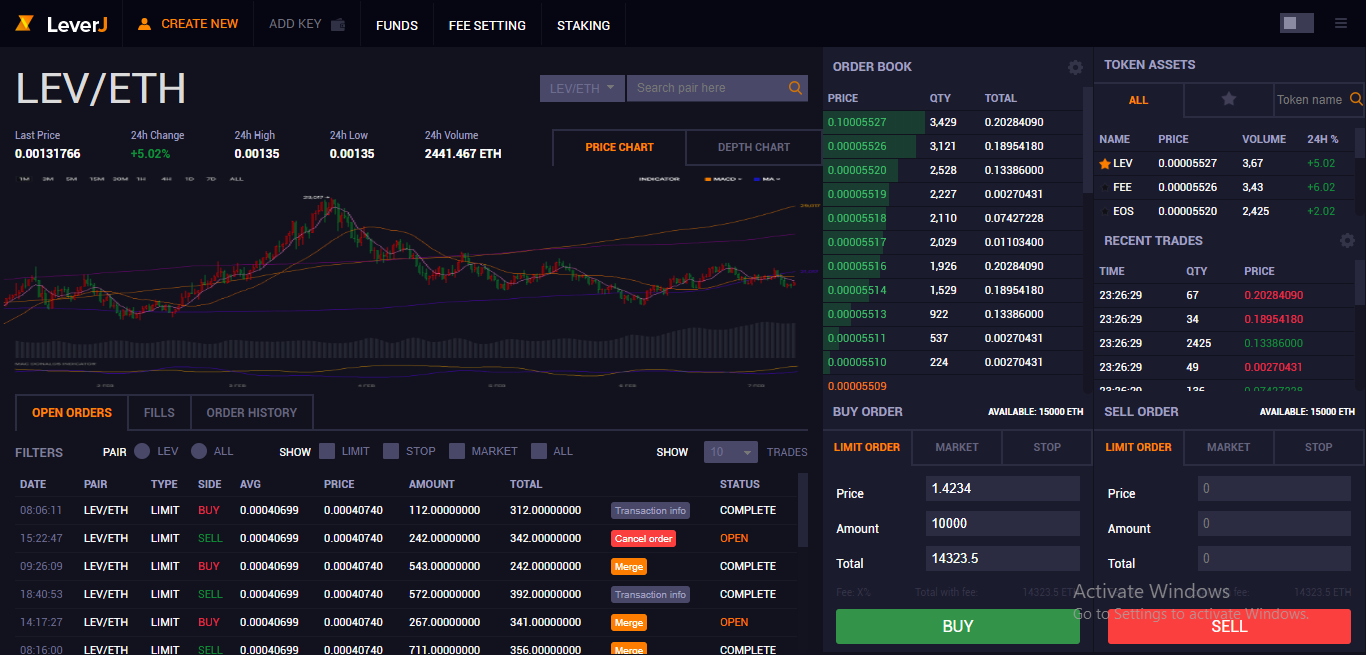 LeverJ CREATE NEW ADD KEY FUNDS FEE SETTING STAKING
LEV/ETH
LEV/ETH Search pair here
Last Price 24h Change 24h High 24h Low 24h Volume
0.00131766 +5.02% 0.00135 0.00135 2441.467 ETH
PRICE CHART DEPTH CHART
1M 3M 5M 15M 30M 1H 4H 1D 7D ALL INDICATOR MACD MA
OPEN ORDERS FILLS ORDER HISTORY
FILTERS PAIR LEV ALL SHOW LIMIT STOP MARKET ALL SHOW 10 TRADES
DATE PAIR TYPE SIDE AVG PRICE AMOUNT TOTAL STATUS
08:06:11 LEV/ETH LIMIT BUY 0.00040699 0.00040740 112.00000000 312.00000000 Transaction info COMPLETE
15:22:47 LEV/ETH LIMIT SELL 0.00040699 0.00040740 242.00000000 342.00000000 Cancel order OPEN
09:26:09 LEV/ETH LIMIT BUY 0.00040699 0.00040740 543.00000000 242.00000000 Merge COMPLETE
18:40:53 LEV/ETH LIMIT SELL 0.00040699 0.00040740 572.00000000 392.00000000 Transaction info COMPLETE
14:17:27 LEV/ETH LIMIT BUY 0.00040699 0.00040740 267.00000000 341.00000000 Merge OPEN
08:16:00 LEV/ETH LIMIT SELL 0.00040699 0.00040740 711.00000000 356.00000000 Merge COMPLETE
ORDER BOOK
PRICE QTY TOTAL
0.10005527 3,429 0.20284090
0.00005526 3,121 0.18954180
0.00005520 2,528 0.13386000
0.00005519 2,227 0.00270431
0.00005518 2,110 0.07427228
0.00005517 2,029 0.01103400
0.00005516 1,926 0.20284090
0.00005514 1,529 0.18954180
0.00005513 922 0.13386000
0.00005511 537 0.00270431
0.00005510 224 0.00270431
0.00005509
TOKEN ASSETS
ALL Token name
NAME PRICE VOLUME 24H %
LEV 0.00005527 3,67 +5.02
FEE 0.00005526 3,43 +6.02
EOS 0.00005520 2,425 +2.02
RECENT TRADES
TIME QTY PRICE
23:26:29 67 0.20284090
23:26:29 34 0.18954180
23:26:29 2425 0.13386000
23:26:29 49 0.00270431
23:26:29 136 0.07427228
BUY ORDER AVAILABLE: 15000 ETH
LIMIT ORDER MARKET STOP
Price 1.4234
Amount 10000
Total 14323.5
Fee: X% Total with fee: 14323.5 ETH
BUY
SELL ORDER AVAILABLE: 15000 ETH
LIMIT ORDER MARKET STOP
Price 0
Amount 0
Total 0
fee: 14323.5 ETH
SELL
Activate Windows
Go to Settings to activate Windows.